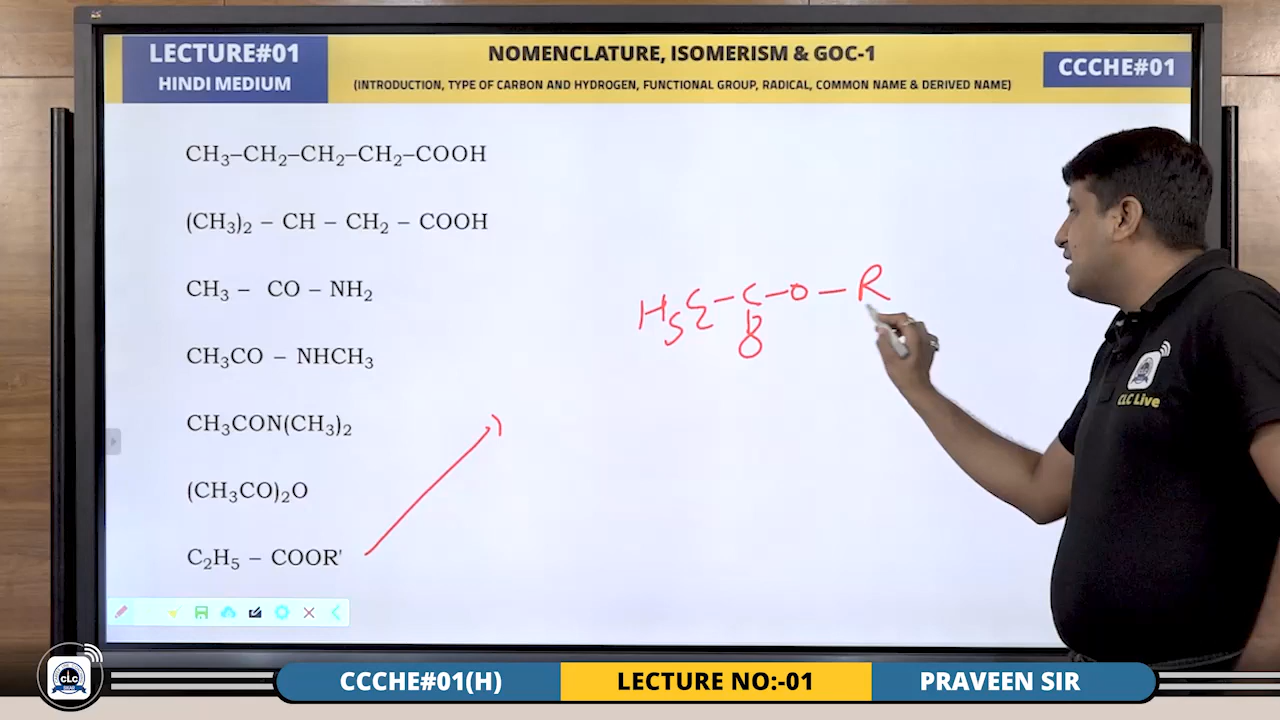 LECTURE#01
HINDI MEDIUM
NOMENCLATURE, ISOMERISM & GOC-1
(INTRODUCTION, TYPE OF CARBON AND HYDROGEN, FUNCTIONAL GROUP, RADICAL, COMMON NAME & DERIVED NAME)
CCCHE#01
CH₃–CH₂–CH₂–CH₂–COOH
(CH₃)₂ – CH – CH₂ – COOH
CH₃ – CO – NH₂
CH₃CO – NHCH₃
CH₃CON(CH₃)₂
(CH₃CO)₂O
C₂H₅ – COOR'
H₅C₂–C–O–R
O
CLC Live
CLC
CCCHE#01(H)
LECTURE NO:-01
PRAVEEN SIR